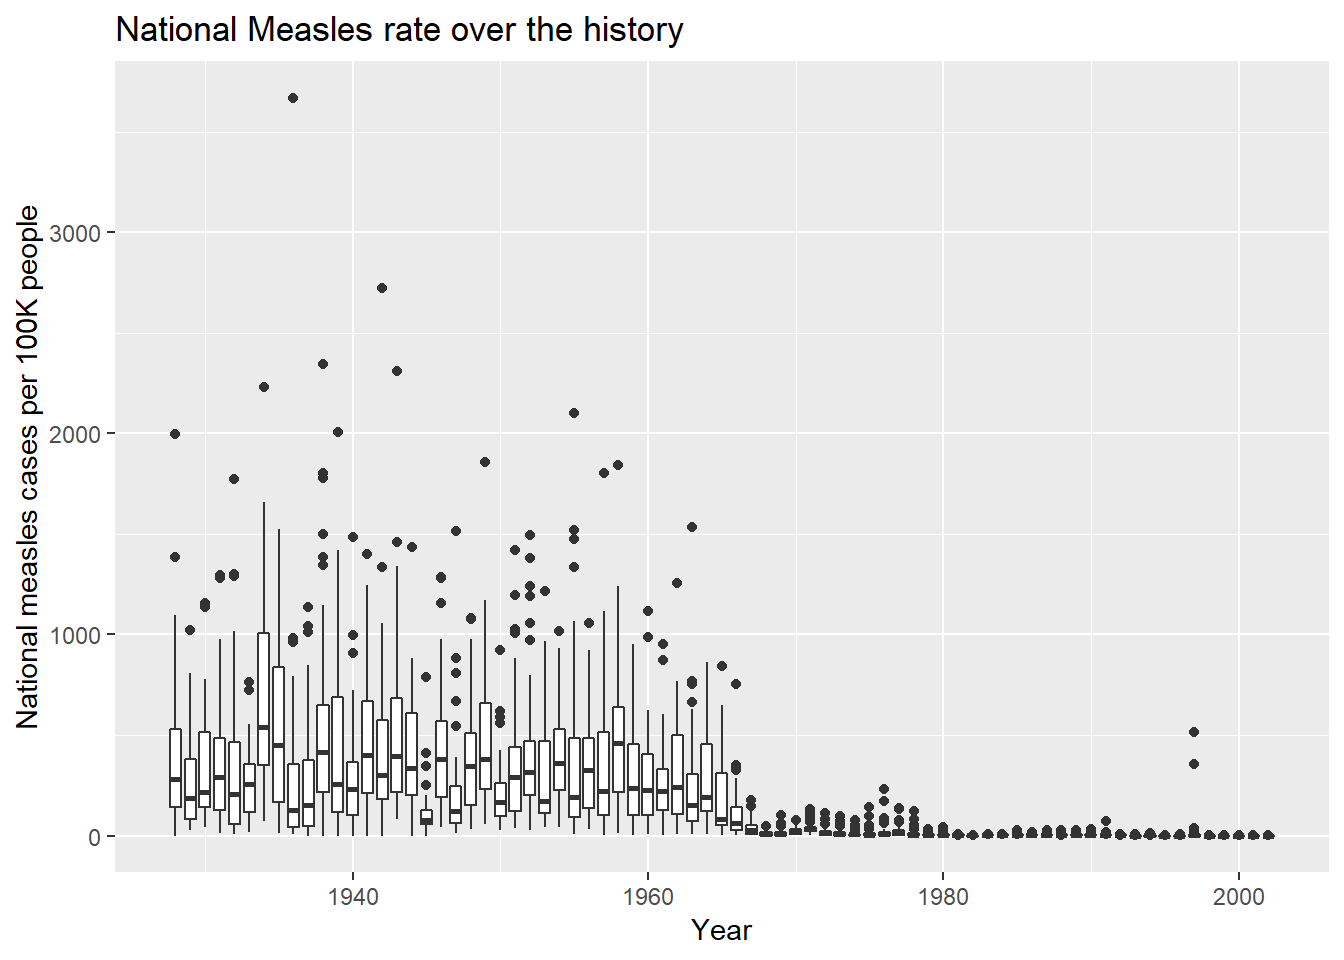 National Measles rate over the history
National measles cases per 100K people
3000
2000
1000
0
1940
1960
1980
2000
Year